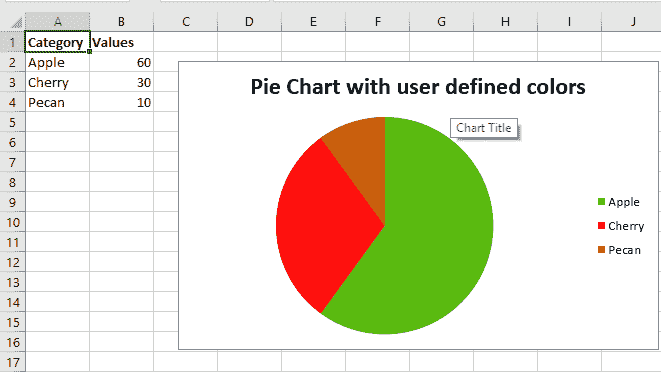 A B C D E F G H I J
1 Category Values
2 Apple 60
3 Cherry 30
4 Pecan 10
5
6
7
8
9
10
11
12
13
14
15
16
17
Pie Chart with user defined colors
Chart Title
Apple
Cherry
Pecan